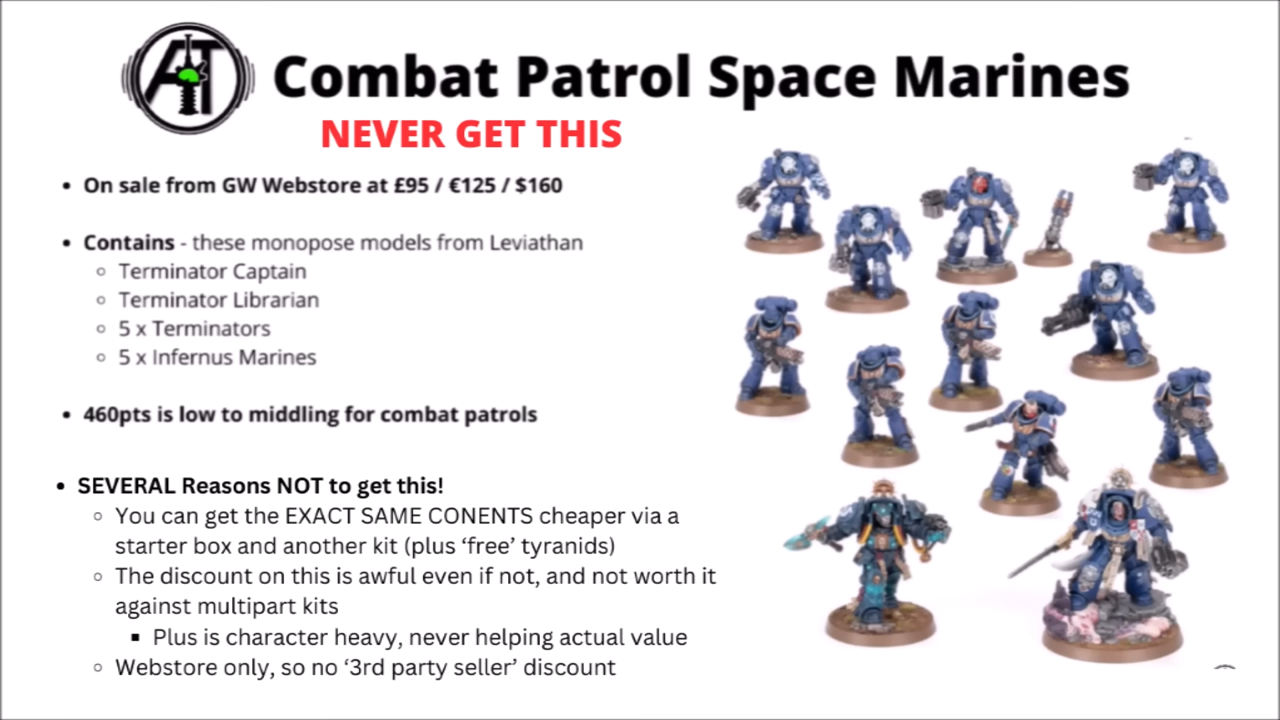 AT
Combat Patrol Space Marines
NEVER GET THIS
• On sale from GW Webstore at £95 / €125 / $160
• Contains - these monopose models from Leviathan
◦ Terminator Captain
◦ Terminator Librarian
◦ 5 x Terminators
◦ 5 x Infernus Marines
• 460pts is low to middling for combat patrols
• SEVERAL Reasons NOT to get this!
◦ You can get the EXACT SAME CONENTS cheaper via a
starter box and another kit (plus ‘free’ tyranids)
◦ The discount on this is awful even if not, and not worth it
against multipart kits
▪ Plus is character heavy, never helping actual value
◦ Webstore only, so no ‘3rd party seller’ discount